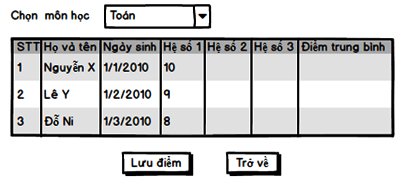 Chọn môn học Toán
STT Họ và tên Ngày sinh Hệ số 1 Hệ số 2 Hệ số 3 Điểm trung bình
1 Nguyễn X 1/1/2010 10
2 Lê Y 1/2/2010 9
3 Đỗ Ni 1/3/2010 8
Lưu điểm Trở về